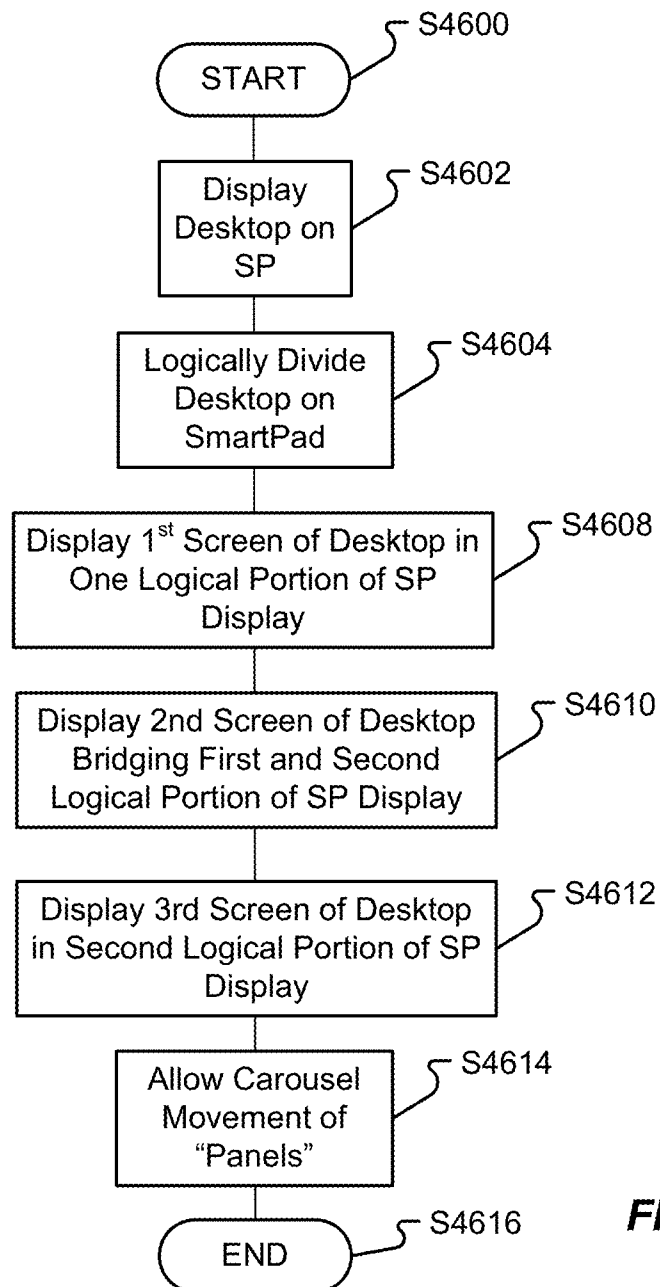 S4600
START
S4602
Display
Desktop on
SP
S4604
Logically Divide
Desktop on
SmartPad
S4608
Display 1st Screen of Desktop in
One Logical Portion of SP
Display
S4610
Display 2nd Screen of Desktop
Bridging First and Second
Logical Portion of SP Display
S4612
Display 3rd Screen of Desktop
in Second Logical Portion of SP
Display
S4614
Allow Carousel
Movement of
“Panels”
S4616
END